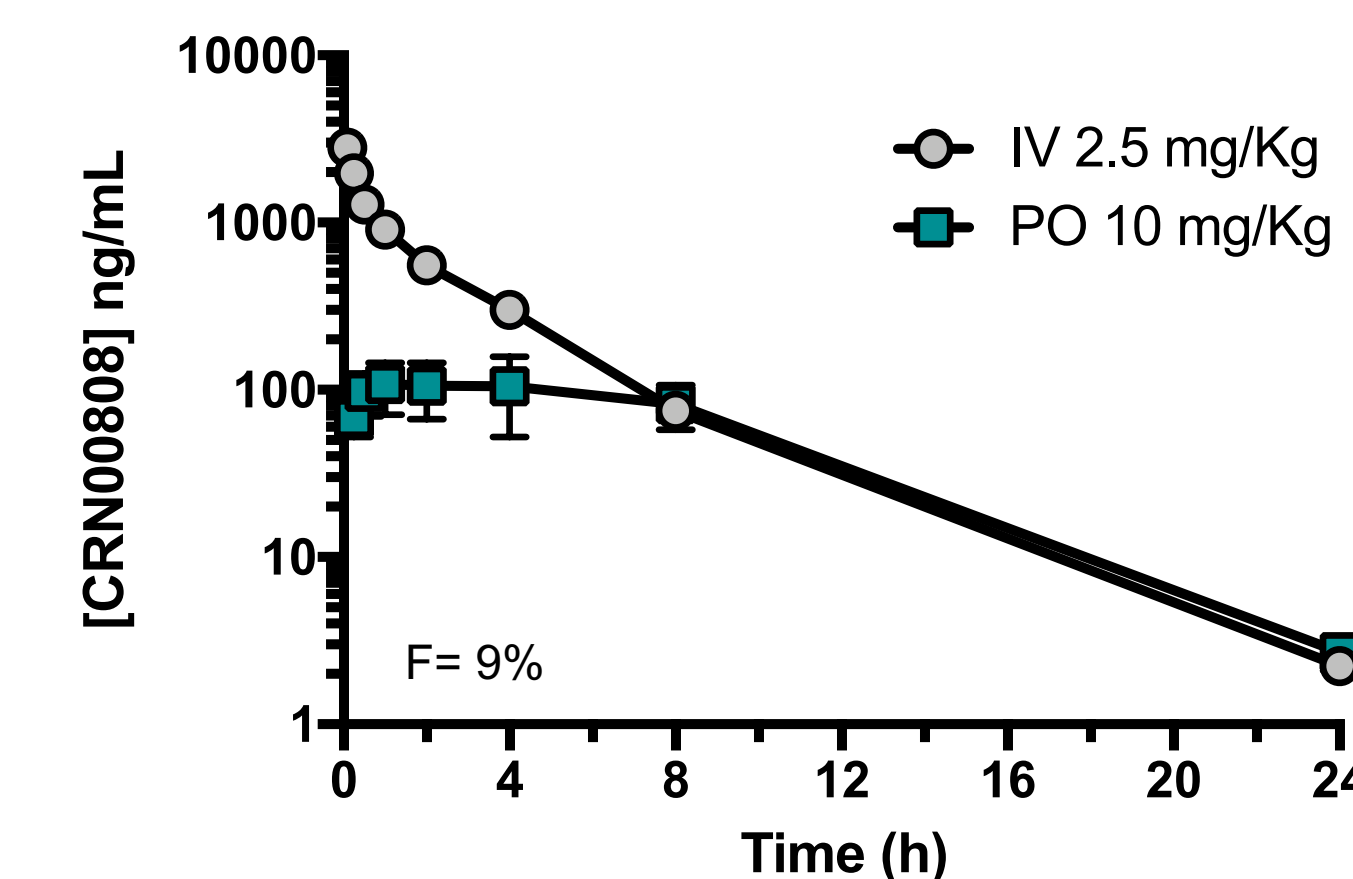 [CRN00808] ng/mL
10000
1000
100
10
1
IV 2.5 mg/Kg
PO 10 mg/Kg
F= 9%
0 4 8 12 16 20 24
Time (h)